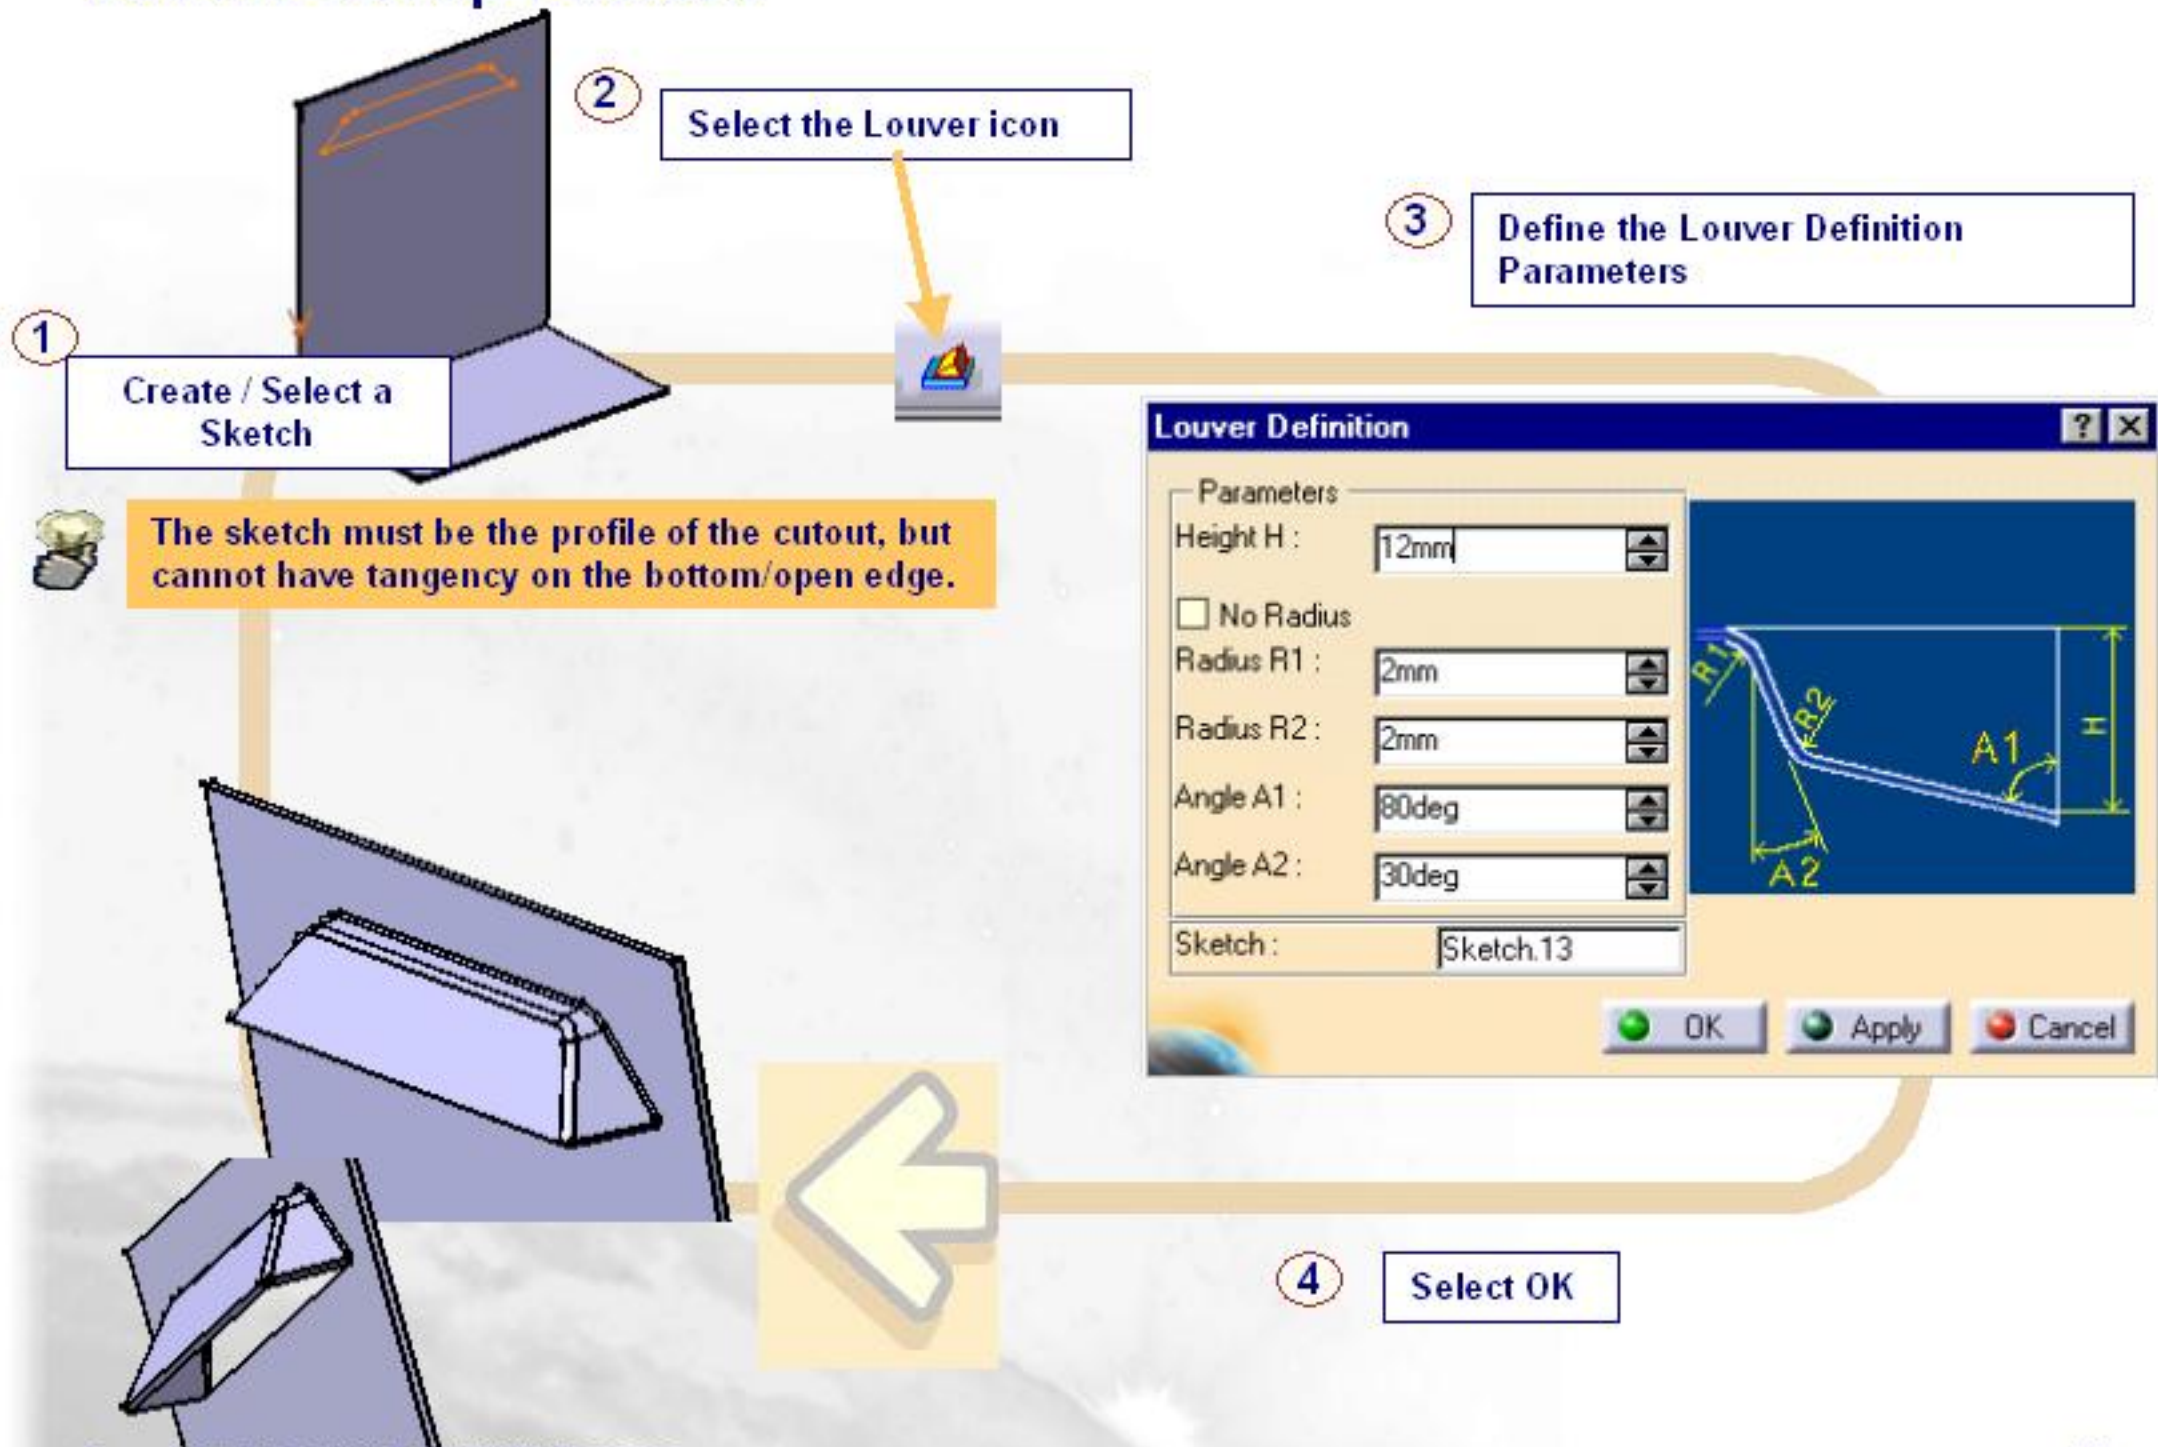 2
Select the Louver icon
3
Define the Louver Definition
Parameters
1
Create / Select a
Sketch
The sketch must be the profile of the cutout, but
cannot have tangency on the bottom/open edge.
Louver Definition
Parameters
Height H :
12mm
No Radius
Radius R1 :
2mm
Radius R2 :
2mm
Angle A1 :
80deg
Angle A2 :
30deg
Sketch :
Sketch.13
R1
R2
A1
H
A2
OK
Apply
Cancel
4
Select OK